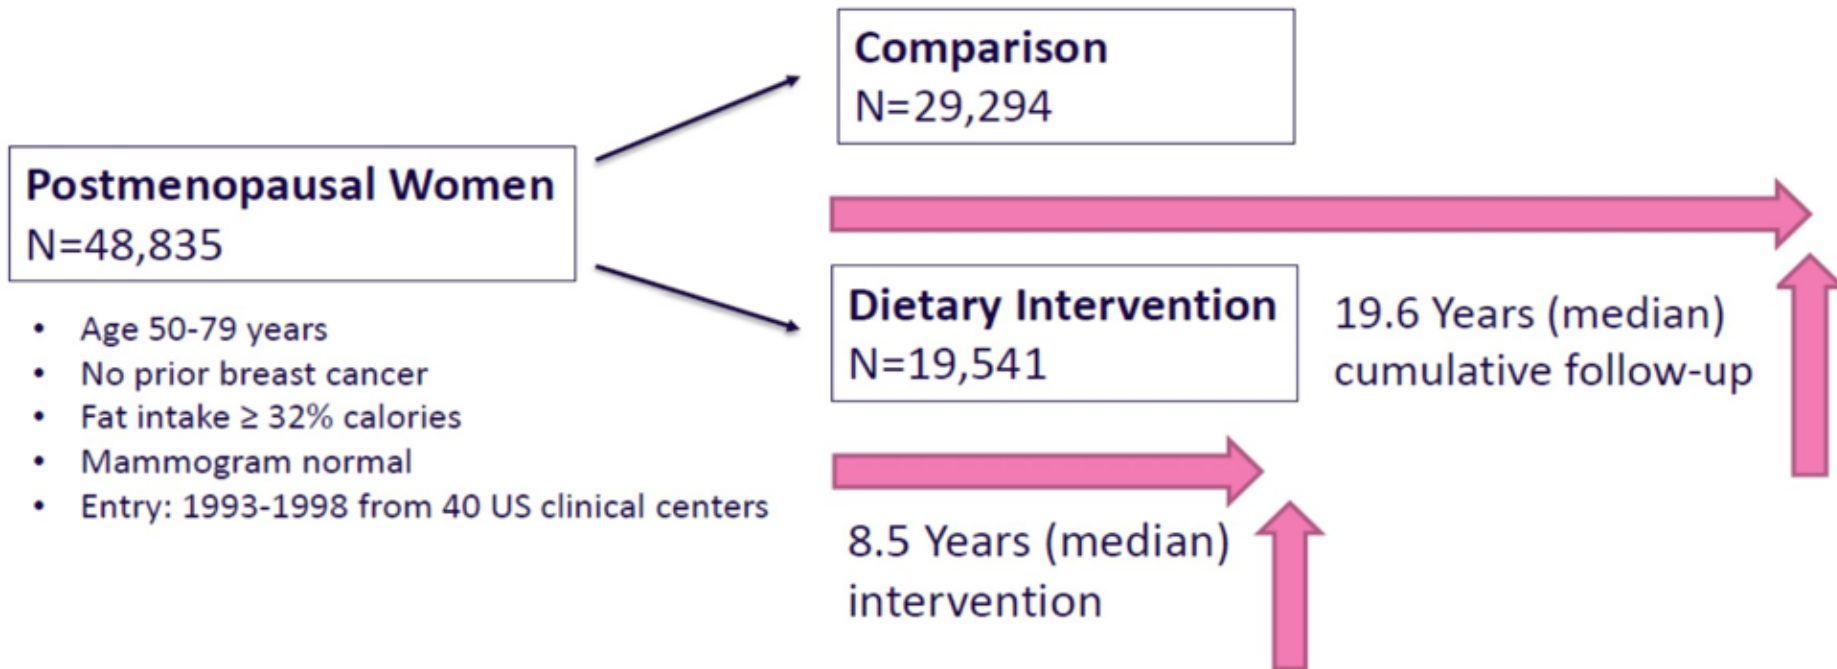 Comparison
N=29,294
Postmenopausal Women
N=48,835
• Age 50-79 years
• No prior breast cancer
• Fat intake ≥ 32% calories
• Mammogram normal
• Entry: 1993-1998 from 40 US clinical centers
Dietary Intervention
N=19,541
19.6 Years (median)
cumulative follow-up
8.5 Years (median)
intervention